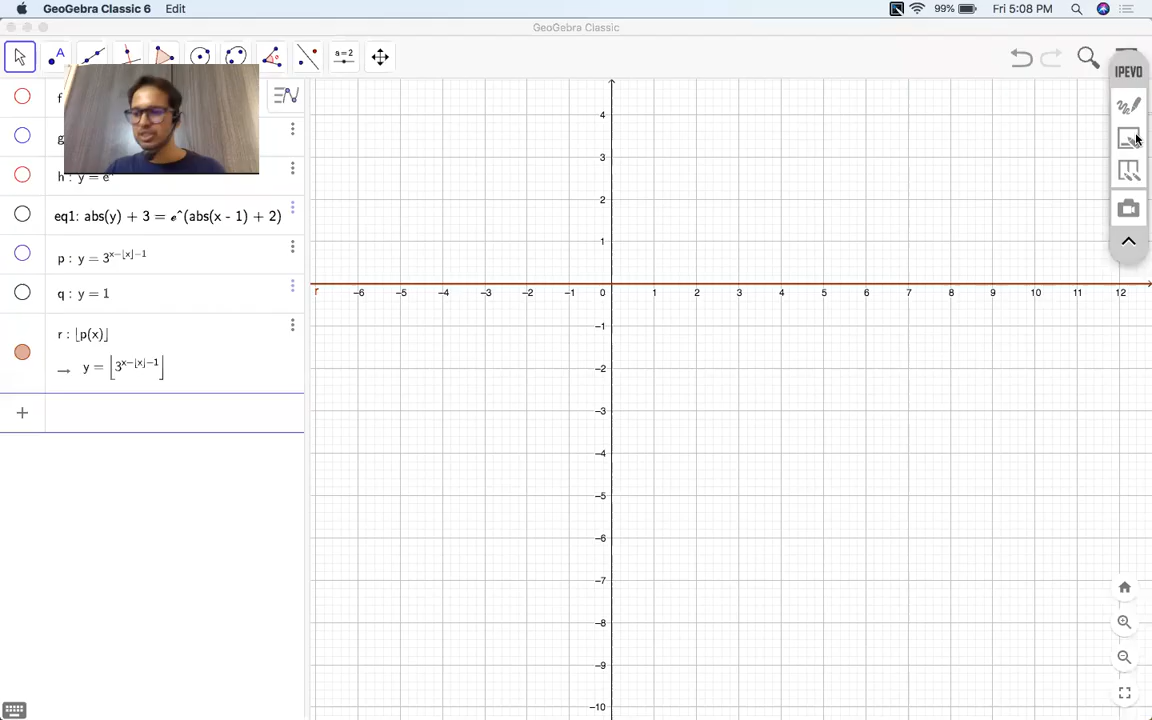 GeoGebra Classic 6 Edit 99% Fri 5:08 PM
GeoGebra Classic
A a=2
IPEVO
f
g
h : y = e
eq1: abs(y) + 3 = e^(abs(x - 1) + 2)
p : y = 3^{x−⌊x⌋−1}
q : y = 1
r : ⌊p(x)⌋
→ y = ⌊3^{x−⌊x⌋−1}⌋
+
4
3
2
1
r −6 −5 −4 −3 −2 −1 0 1 2 3 4 5 6 7 8 9 10 11 12
−1
−2
−3
−4
−5
−6
−7
−8
−9
−10